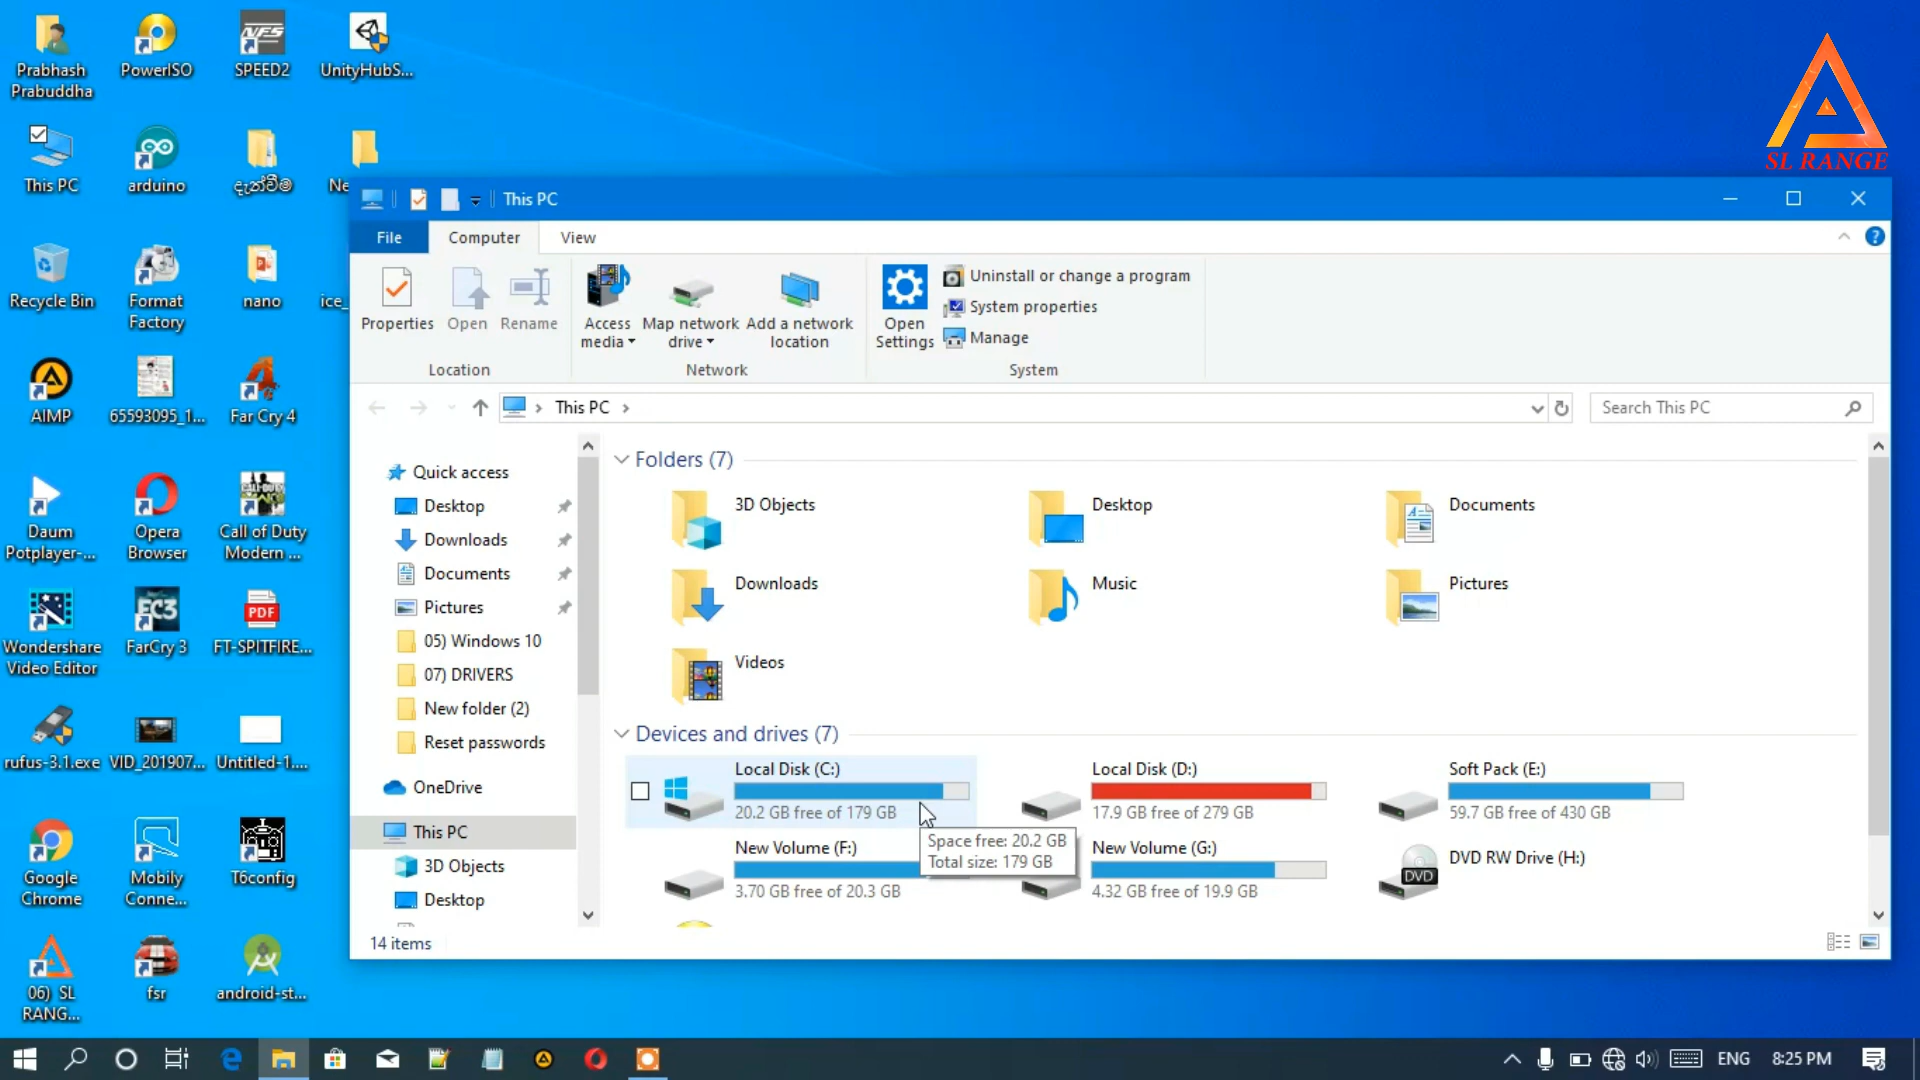 Prabhash
Prabuddha
PowerISO
SPEED2
UnityHubS...
This PC
arduino
දැන්වීම
Ne
Recycle Bin
Format
Factory
nano
ice_
AIMP
65593095_1...
Far Cry 4
Daum
Potplayer-...
Opera
Browser
Call of Duty
Modern ...
Wondershare
Video Editor
FarCry 3
FT-SPITFIRE...
rufus-3.1.exe
VID_201907...
Untitled-1....
Google
Chrome
Mobily
Conne...
T6config
06) SL
RANG...
fsr
android-st...
NFS
FC3
PDF
SL RANGE
This PC
File
Computer
View
Properties
Open
Rename
Location
Access
media
Map network
drive
Add a network
location
Network
Open
Settings
Uninstall or change a program
System properties
Manage
System
This PC
Search This PC
Quick access
Desktop
Downloads
Documents
Pictures
05) Windows 10
07) DRIVERS
New folder (2)
Reset passwords
OneDrive
This PC
3D Objects
Desktop
Folders (7)
3D Objects
Desktop
Documents
Downloads
Music
Pictures
Videos
Devices and drives (7)
Local Disk (C:)
20.2 GB free of 179 GB
Local Disk (D:)
17.9 GB free of 279 GB
Soft Pack (E:)
59.7 GB free of 430 GB
Space free: 20.2 GB
Total size: 179 GB
New Volume (F:)
3.70 GB free of 20.3 GB
New Volume (G:)
4.32 GB free of 19.9 GB
DVD RW Drive (H:)
DVD
14 items
ENG
8:25 PM